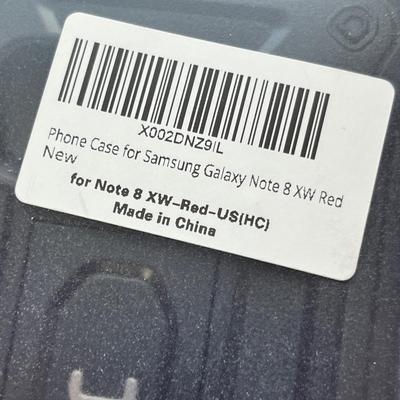 X002DNZ9IL
Phone Case for Samsung Galaxy Note 8 XW Red
New
for Note 8 XW-Red-US(HC)
Made in China